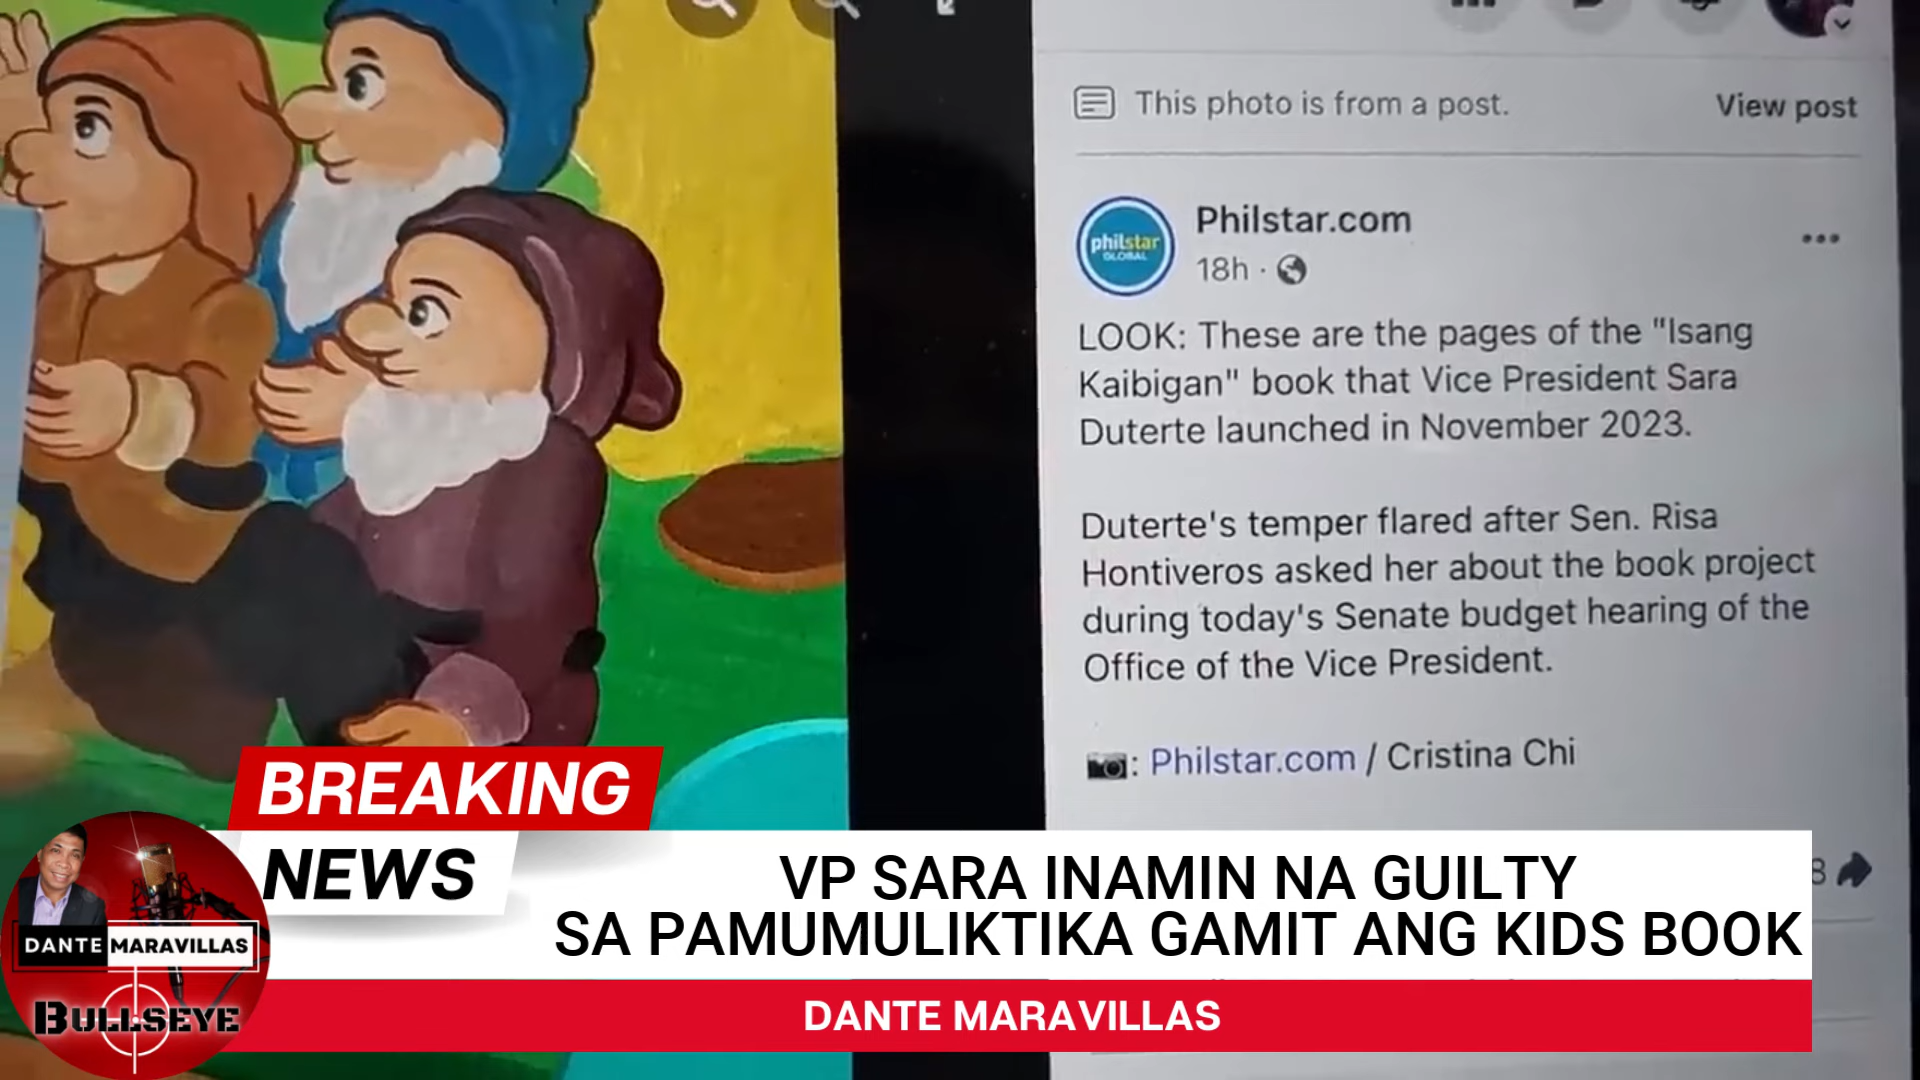 This photo is from a post.
View post
philstar
GLOBAL
Philstar.com
18h ·
LOOK: These are the pages of the "Isang
Kaibigan" book that Vice President Sara
Duterte launched in November 2023.
Duterte's temper flared after Sen. Risa
Hontiveros asked her about the book project
during today's Senate budget hearing of the
Office of the Vice President.
: Philstar.com / Cristina Chi
BREAKING
NEWS
VP SARA INAMIN NA GUILTY
SA PAMUMULIKTIKA GAMIT ANG KIDS BOOK
DANTE MARAVILLAS
DANTE MARAVILLAS
BULLSEYE